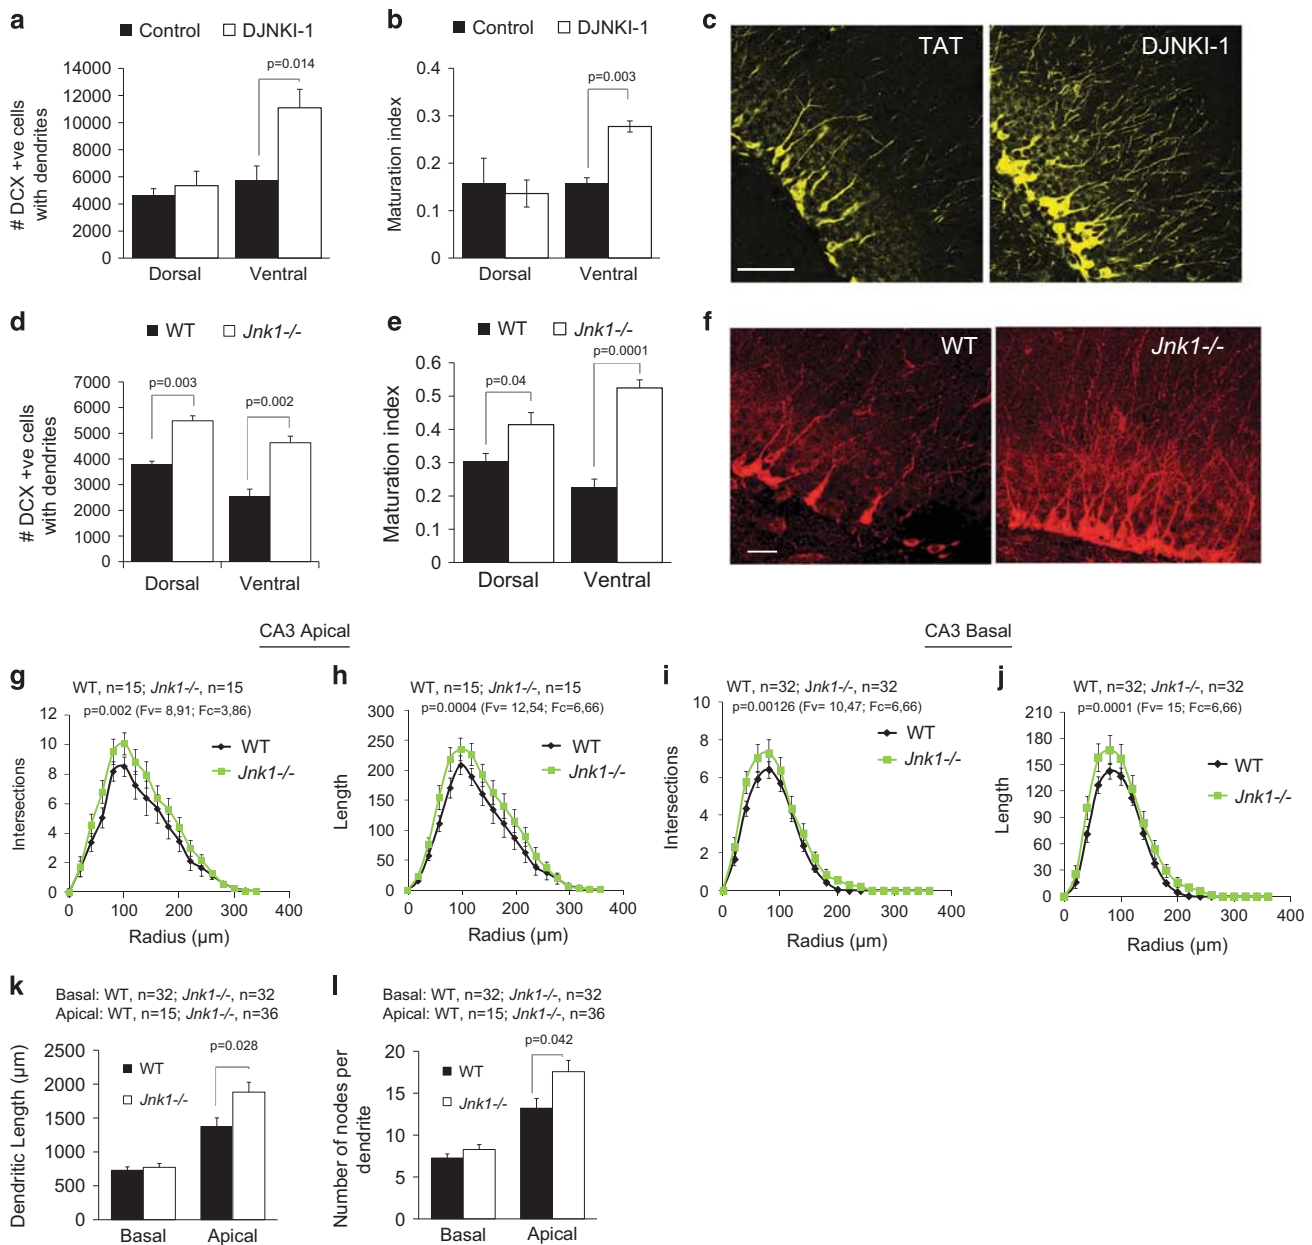 a
Control DJNKI-1
# DCX +ve cells
with dendrites
14000
12000
10000
8000
6000
4000
2000
0
p=0.014
Dorsal Ventral
b
Control DJNKI-1
Maturation index
0.4
0.3
0.2
0.1
0
p=0.003
Dorsal Ventral
c
TAT
DJNKI-1
d
WT Jnk1-/-
# DCX +ve cells
with dendrites
7000
6000
5000
4000
3000
2000
1000
0
p=0.003
p=0.002
Dorsal Ventral
e
WT Jnk1-/-
Maturation index
0.6
0.5
0.4
0.3
0.2
0.1
0
p=0.04
p=0.0001
Dorsal Ventral
f
WT
Jnk1-/-
CA3 Apical
CA3 Basal
g
WT, n=15; Jnk1-/-, n=15
p=0.002 (Fv= 8,91; Fc=3,86)
Intersections
12
10
8
6
4
2
0
WT
Jnk1-/-
0 100 200 300 400
Radius (µm)
h
WT, n=15; Jnk1-/-, n=15
p=0.0004 (Fv= 12,54; Fc=6,66)
Length
300
250
200
150
100
50
0
WT
Jnk1-/-
0 100 200 300 400
Radius (µm)
i
WT, n=32; Jnk1-/-, n=32
p=0.00126 (Fv= 10,47; Fc=6,66)
Intersections
10
8
6
4
2
0
WT
Jnk1-/-
0 100 200 300 400
Radius (µm)
j
WT, n=32; Jnk1-/-, n=32
p=0.0001 (Fv= 15; Fc=6,66)
Length
210
180
150
120
90
60
30
0
WT
Jnk1-/-
0 100 200 300 400
Radius (µm)
k
Basal: WT, n=32; Jnk1-/-, n=32
Apical: WT, n=15; Jnk1-/-, n=36
Dendritic Length (µm)
2500
2000
1500
1000
500
0
WT
Jnk1-/-
p=0.028
Basal Apical
l
Basal: WT, n=32; Jnk1-/-, n=32
Apical: WT, n=15; Jnk1-/-, n=36
Number of nodes per
dendrite
20
15
10
5
0
WT
Jnk1-/-
p=0.042
Basal Apical